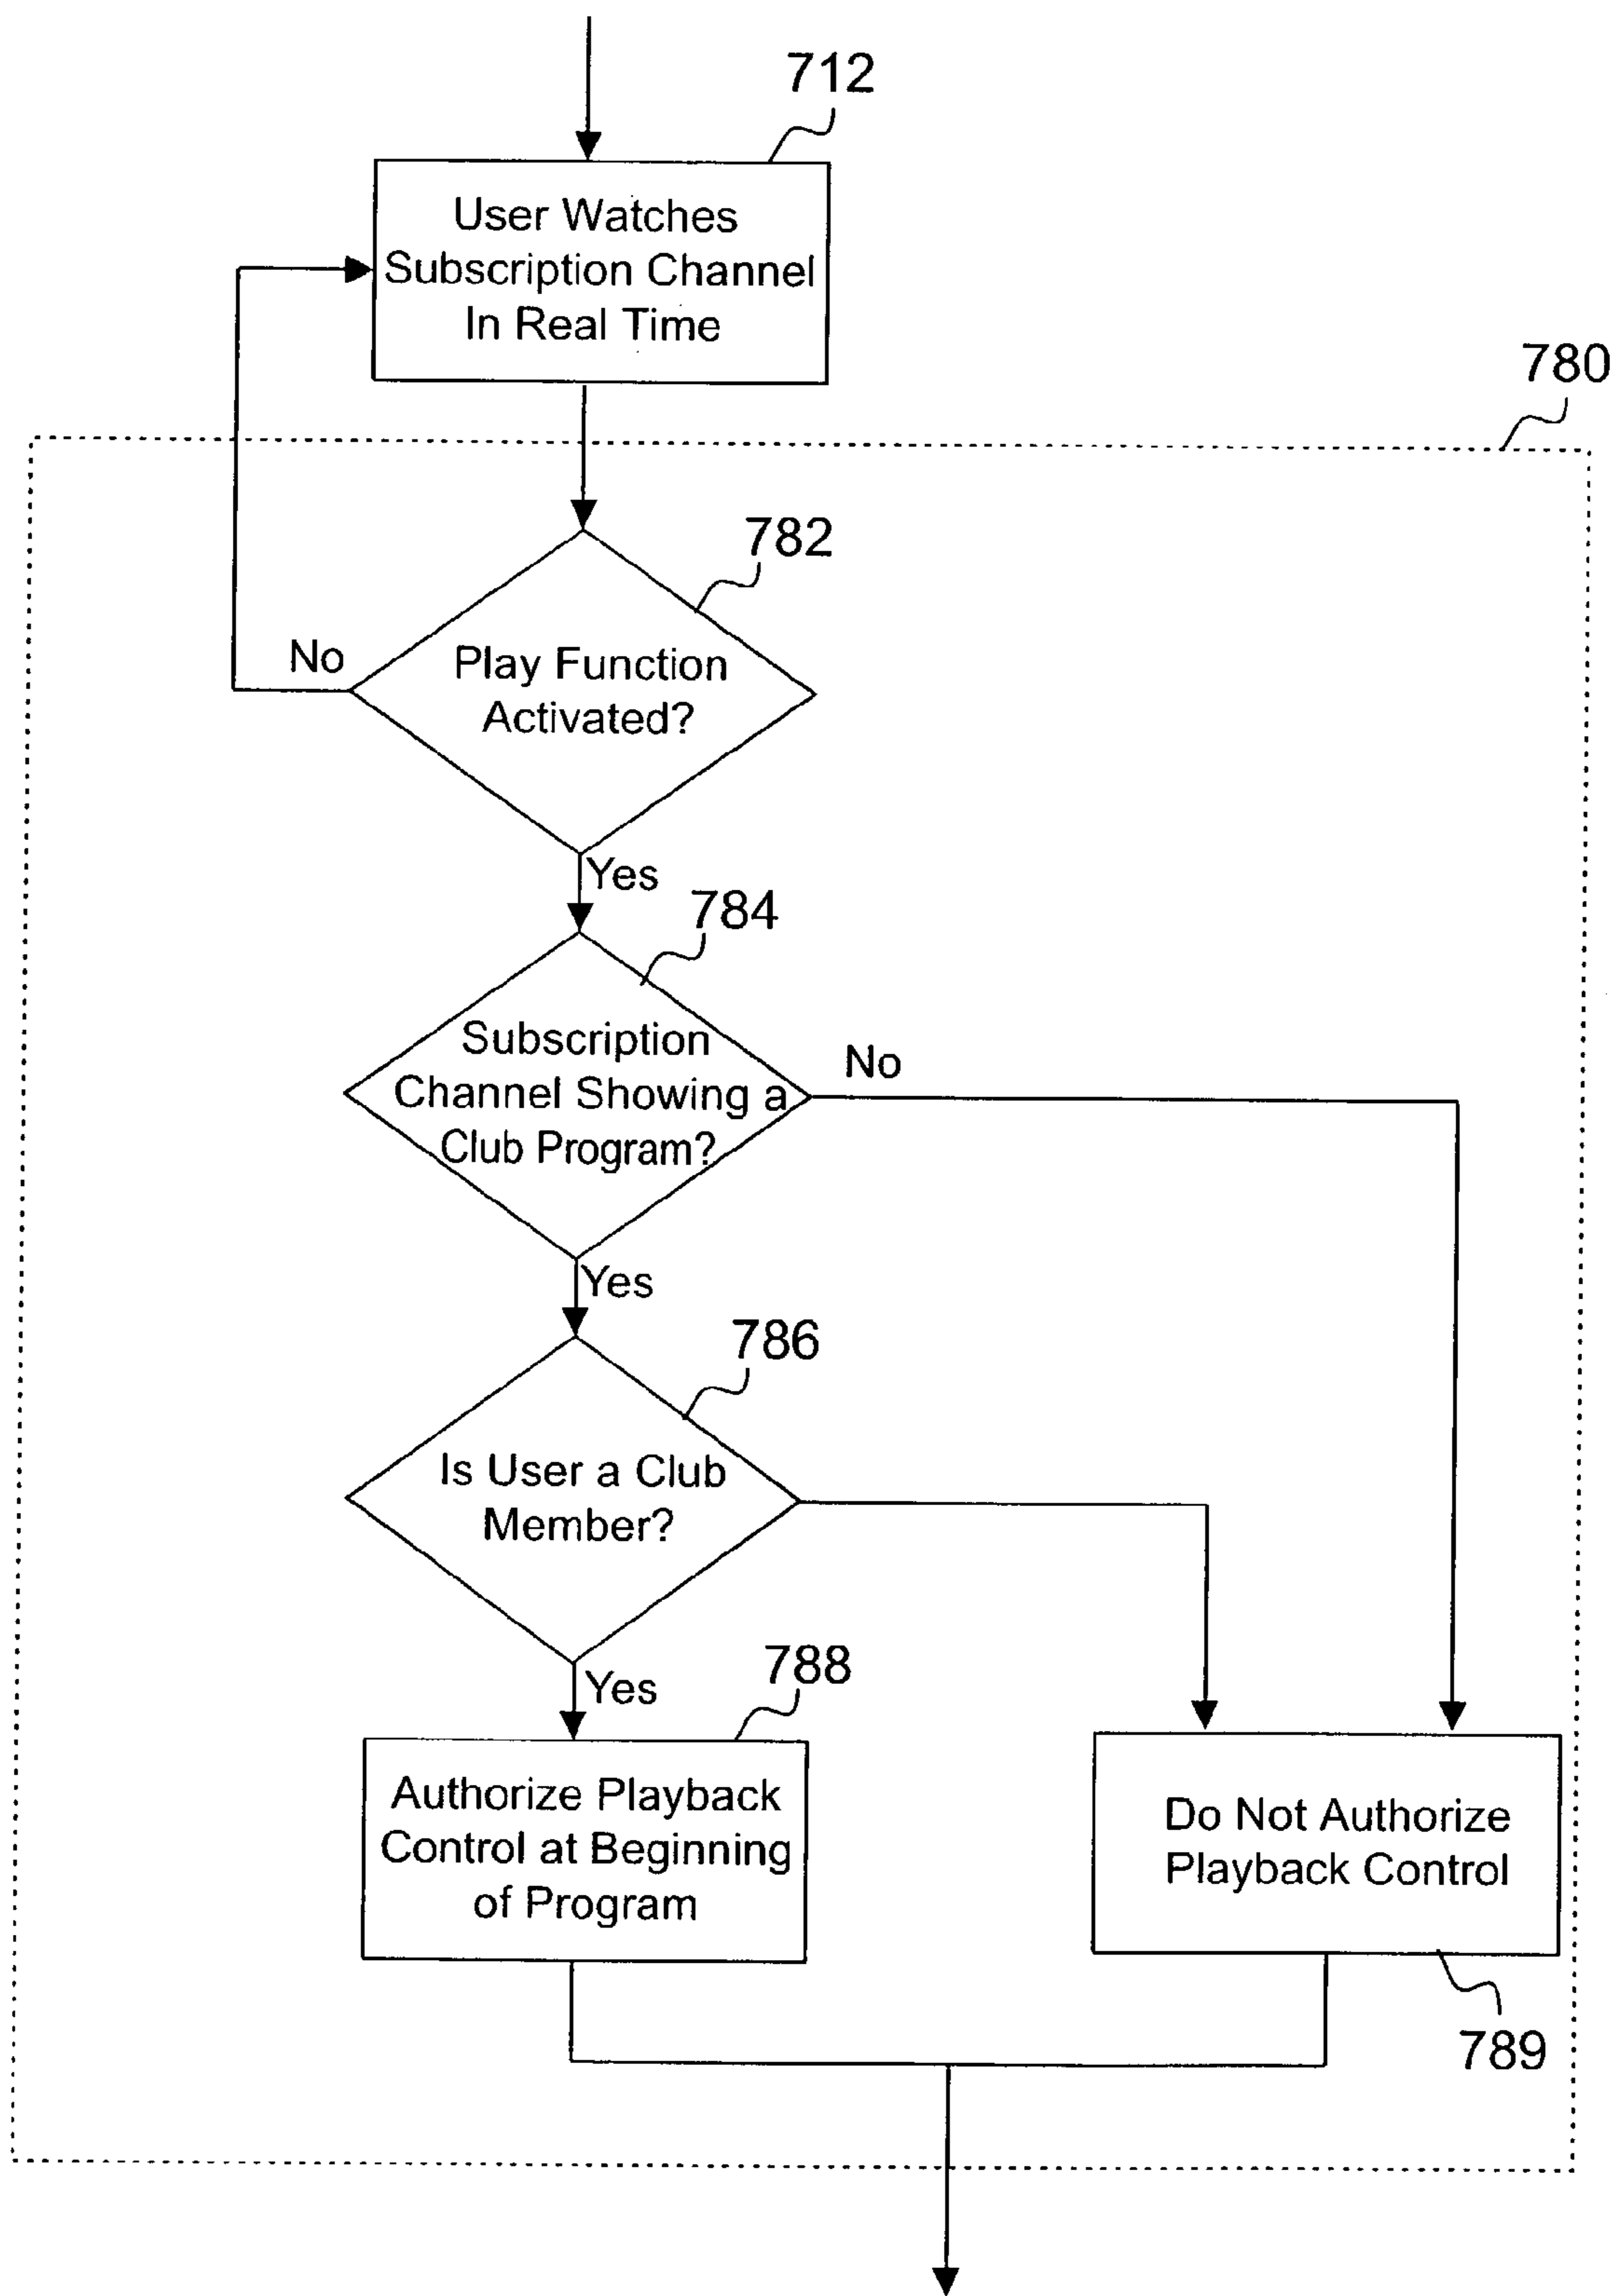 712
User Watches
Subscription Channel
In Real Time
780
782
No
Play Function
Activated?
Yes
784
Subscription
Channel Showing a
Club Program?
No
Yes
786
Is User a Club
Member?
Yes
788
Authorize Playback
Control at Beginning
of Program
Do Not Authorize
Playback Control
789